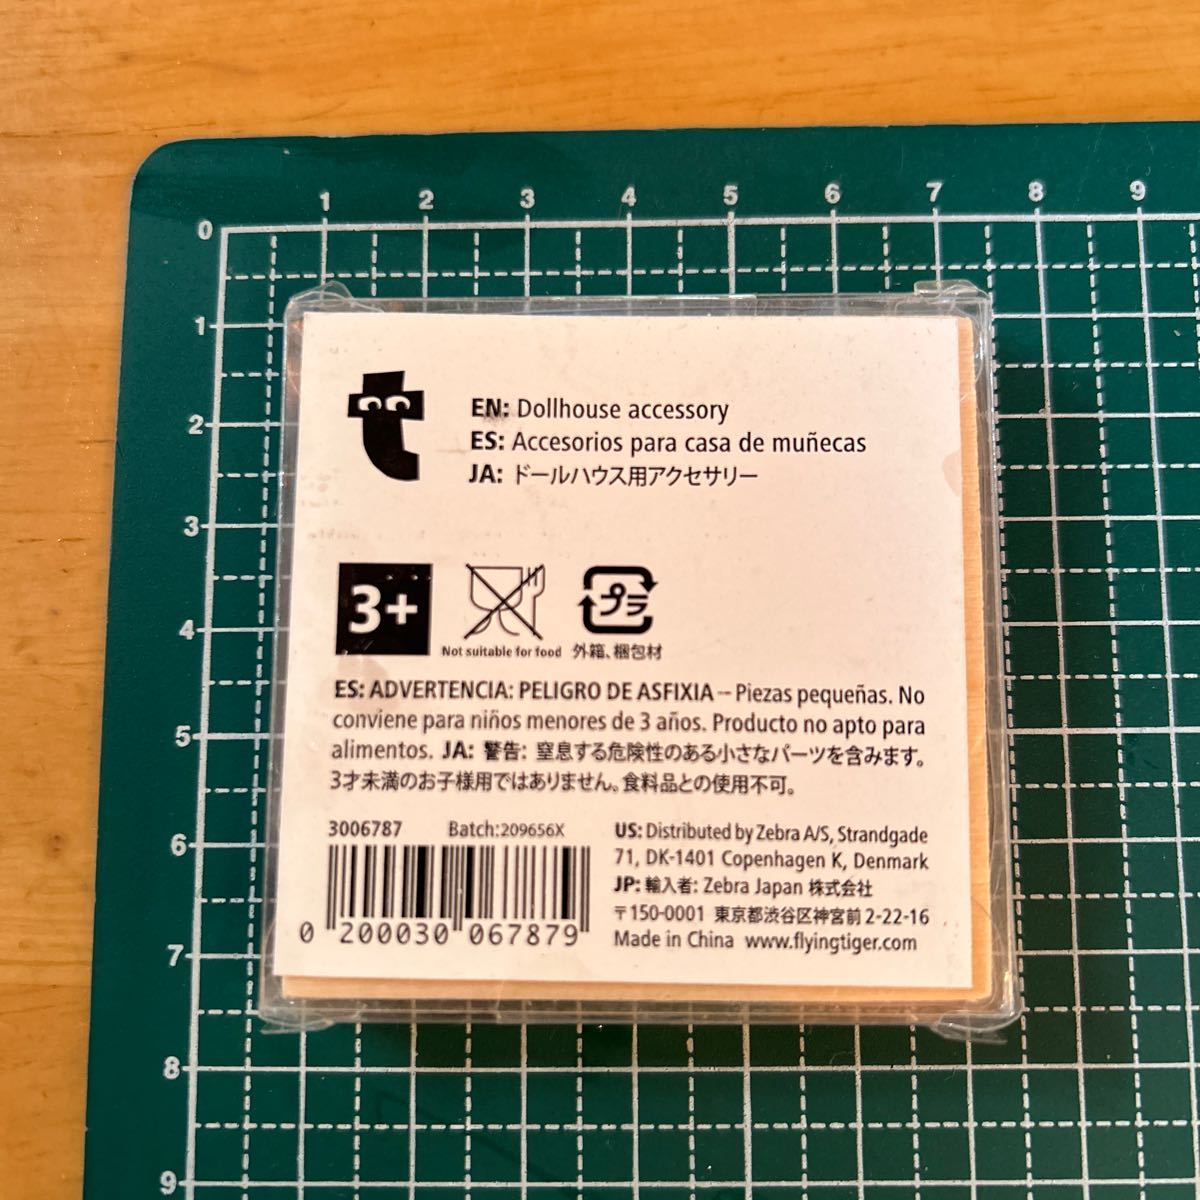 1 2 3 4 5 6 7 8 9
0
1
2
3
4
5
6
7
8
9
EN: Dollhouse accessory
ES: Accesorios para casa de muñecas
JA: ドールハウス用アクセサリー
3+
プラ
Not suitable for food
外箱、梱包材
ES: ADVERTENCIA: PELIGRO DE ASFIXIA – Piezas pequeñas. No
conviene para niños menores de 3 años. Producto no apto para
alimentos. JA: 警告: 窒息する危険性のある小さなパーツを含みます。
3才未満のお子様用ではありません。食料品との使用不可。
3006787 Batch:209656X
0 200030 067879
US: Distributed by Zebra A/S, Strandgade
71, DK-1401 Copenhagen K, Denmark
JP: 輸入者: Zebra Japan 株式会社
〒150-0001 東京都渋谷区神宮前 2-22-16
Made in China www.flyingtiger.com